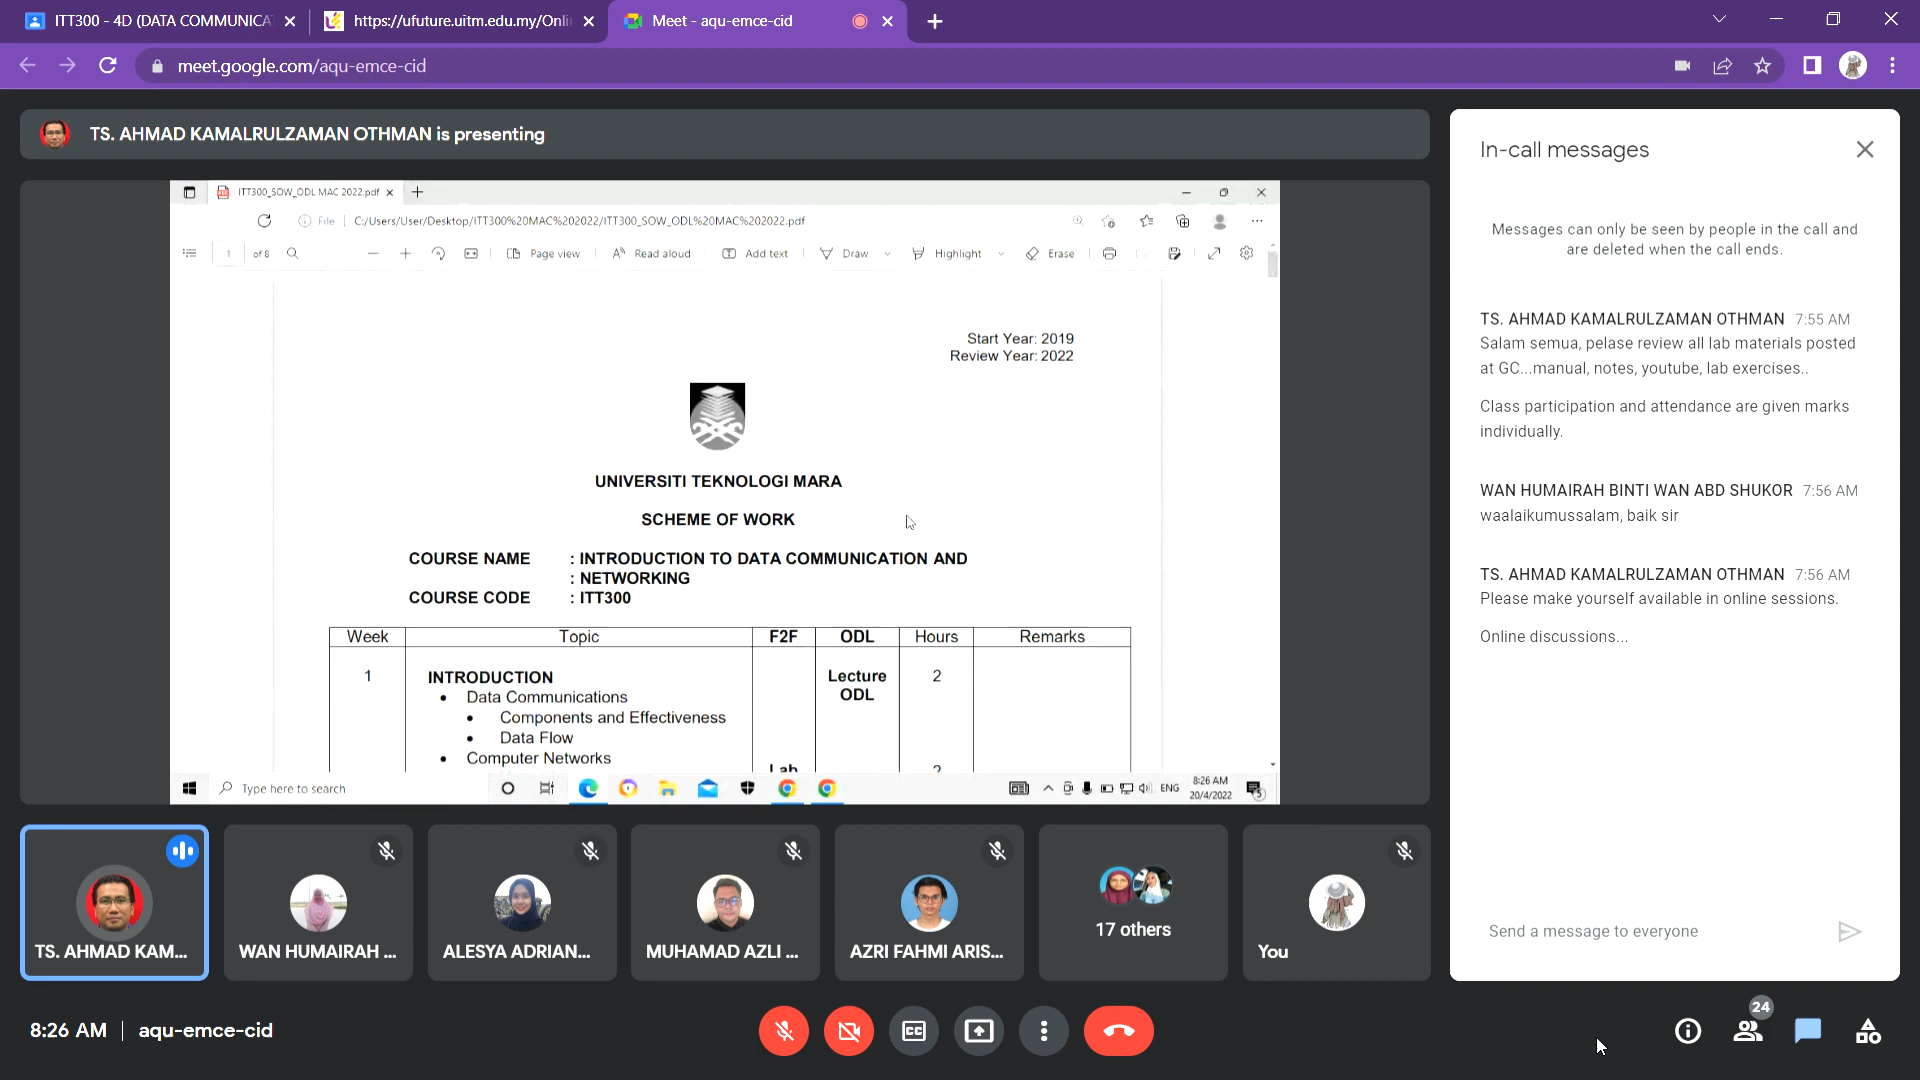 ITT300 - 4D (DATA COMMUNICA
https://ufuture.uitm.edu.my/Onli
Meet - aqu-emce-cid
meet.google.com/aqu-emce-cid
TS. AHMAD KAMALRULZAMAN OTHMAN is presenting
ITT300_SOW_ODL MAC 2022.pdf
File
C:/Users/User/Desktop/ITT300%20MAC%202022/ITT300_SOW_ODL%20MAC%202022.pdf
1 of 8 Page view Read aloud Add text Draw Highlight Erase
Start Year: 2019
Review Year: 2022
UNIVERSITI TEKNOLOGI MARA
SCHEME OF WORK
COURSE NAME : INTRODUCTION TO DATA COMMUNICATION AND
: NETWORKING
COURSE CODE : ITT300
Week Topic F2F ODL Hours Remarks
1 INTRODUCTION Lecture 2
• Data Communications ODL
• Components and Effectiveness
• Data Flow
• Computer Networks
Lab 2
Type here to search
ENG
8:26 AM
20/4/2022
5
In-call messages
Messages can only be seen by people in the call and
are deleted when the call ends.
TS. AHMAD KAMALRULZAMAN OTHMAN 7:55 AM
Salam semua, pelase review all lab materials posted
at GC...manual, notes, youtube, lab exercises..
Class participation and attendance are given marks
individually.
WAN HUMAIRAH BINTI WAN ABD SHUKOR 7:56 AM
waalaikumussalam, baik sir
TS. AHMAD KAMALRULZAMAN OTHMAN 7:56 AM
Please make yourself available in online sessions.
Online discussions...
Send a message to everyone
TS. AHMAD KAM...
WAN HUMAIRAH ...
ALESYA ADRIAN...
MUHAMAD AZLI ...
AZRI FAHMI ARIS...
17 others
You
8:26 AM | aqu-emce-cid
CC
24